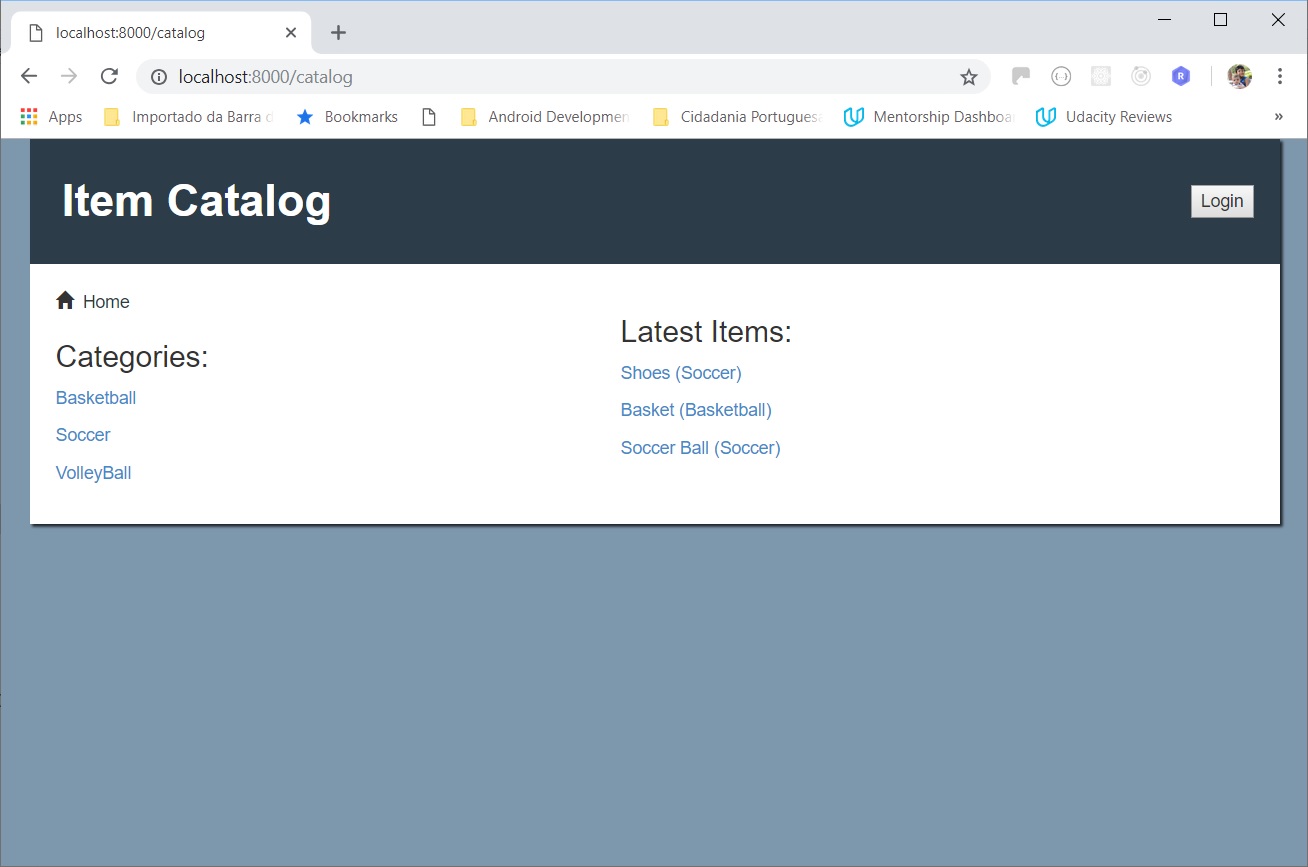 localhost:8000/catalog
localhost:8000/catalog
R
Apps Importado da Barra d Bookmarks Android Developmen Cidadania Portugues Mentorship Dashboa Udacity Reviews »
Item Catalog
Login
Home
Categories:
Basketball
Soccer
VolleyBall
Latest Items:
Shoes (Soccer)
Basket (Basketball)
Soccer Ball (Soccer)